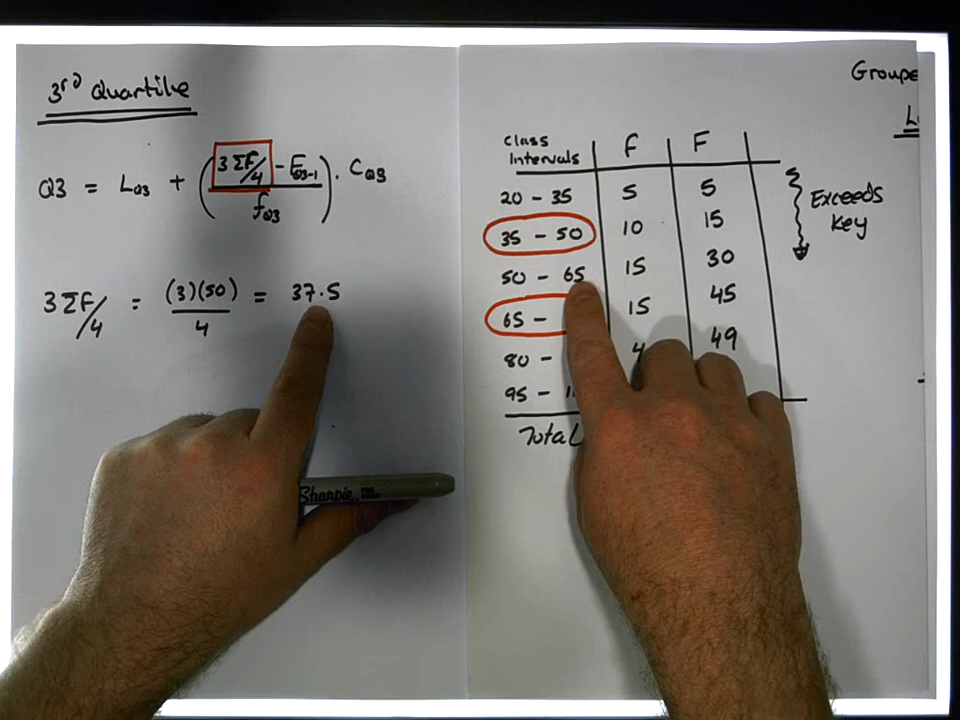 3rd Quartile
Q3 = LQ3 + (3ΣF/4 - FQ3-1 / fQ3) . CQ3
3ΣF/4 = (3)(50)/4 = 37.5
Sharpie
Groupe
L
Class Intervals f F
20 - 35 5 5
35 - 50 10 15
50 - 65 15 30
65 - 15 45
80 - 4 49
95 - 1
Total
Exceeds
Key